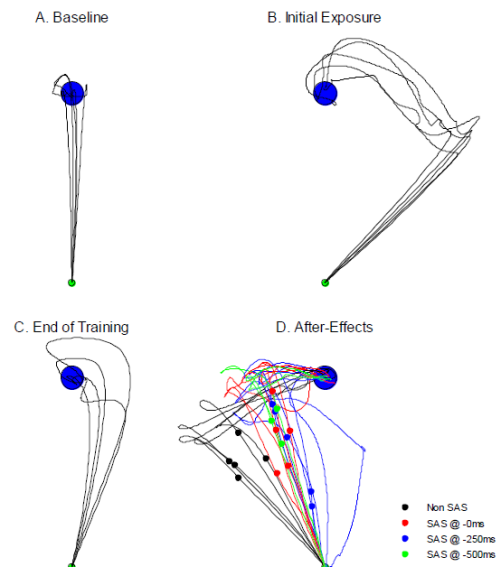 A. Baseline
B. Initial Exposure
C. End of Training
D. After-Effects
Non SAS
SAS @ -0ms
SAS @ -250ms
SAS @ -500ms